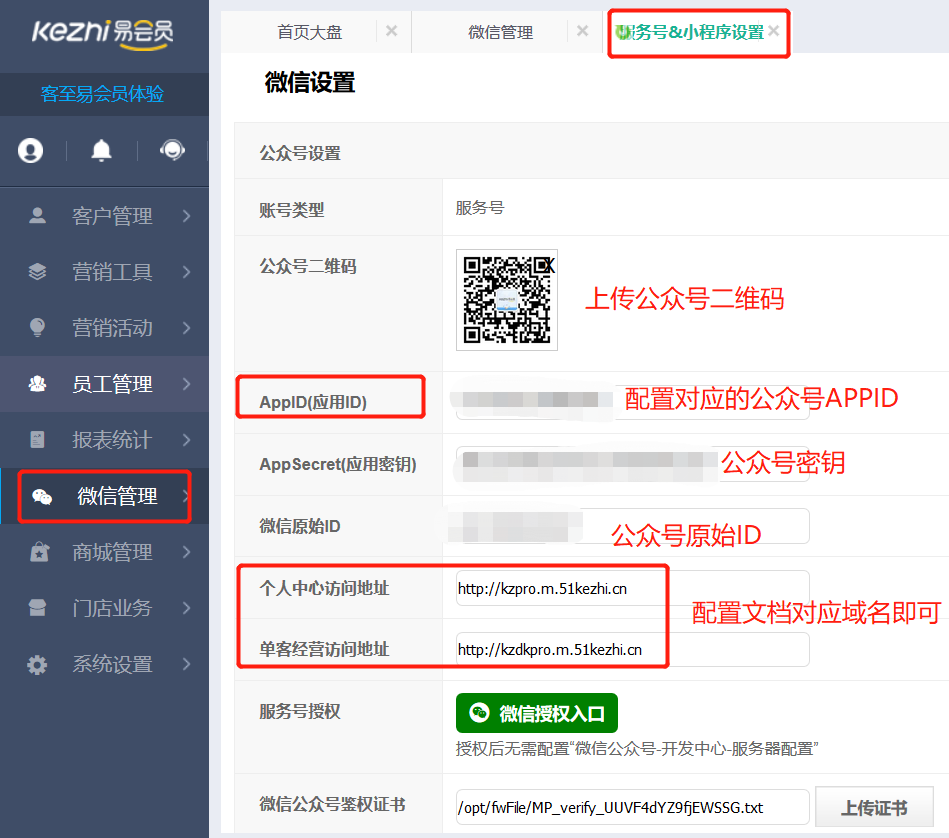 kezhi易会员
客至易会员体验
客户管理
营销工具
营销活动
员工管理
报表统计
微信管理
商城管理
门店业务
系统设置
首页大盘
微信管理
服务号&小程序设置
微信设置
公众号设置
账号类型
服务号
公众号二维码
上传公众号二维码
AppID(应用ID)
配置对应的公众号APPID
AppSecret(应用密钥)
公众号密钥
微信原始ID
公众号原始ID
个人中心访问地址
http://kzpro.m.51kezhi.cn
配置文档对应域名即可
单客经营访问地址
http://kzdkpro.m.51kezhi.cn
服务号授权
微信授权入口
授权后无需配置“微信公众号-开发中心-服务器配置”
微信公众号鉴权证书
/opt/fwFile/MP_verify_UUVF4dYZ9fjEWSSG.txt
上传证书